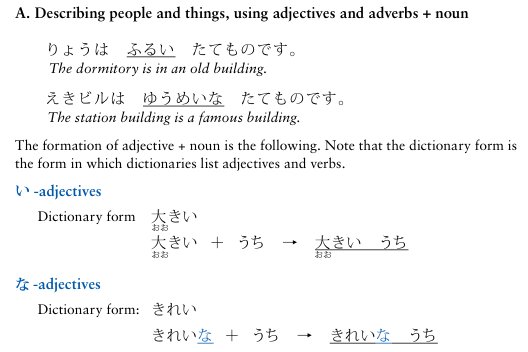 A. Describing people and things, using adjectives and adverbs + noun
りょうは　ふるい　たてものです。
The dormitory is in an old building.
えきビルは　ゆうめいな　たてものです。
The station building is a famous building.
The formation of adjective + noun is the following. Note that the dictionary form is
the form in which dictionaries list adjectives and verbs.
い-adjectives
Dictionary form 大きい
おお
大きい ＋ うち → 大きい　うち
おお おお
な-adjectives
Dictionary form: きれい
きれいな ＋ うち → きれいな　うち